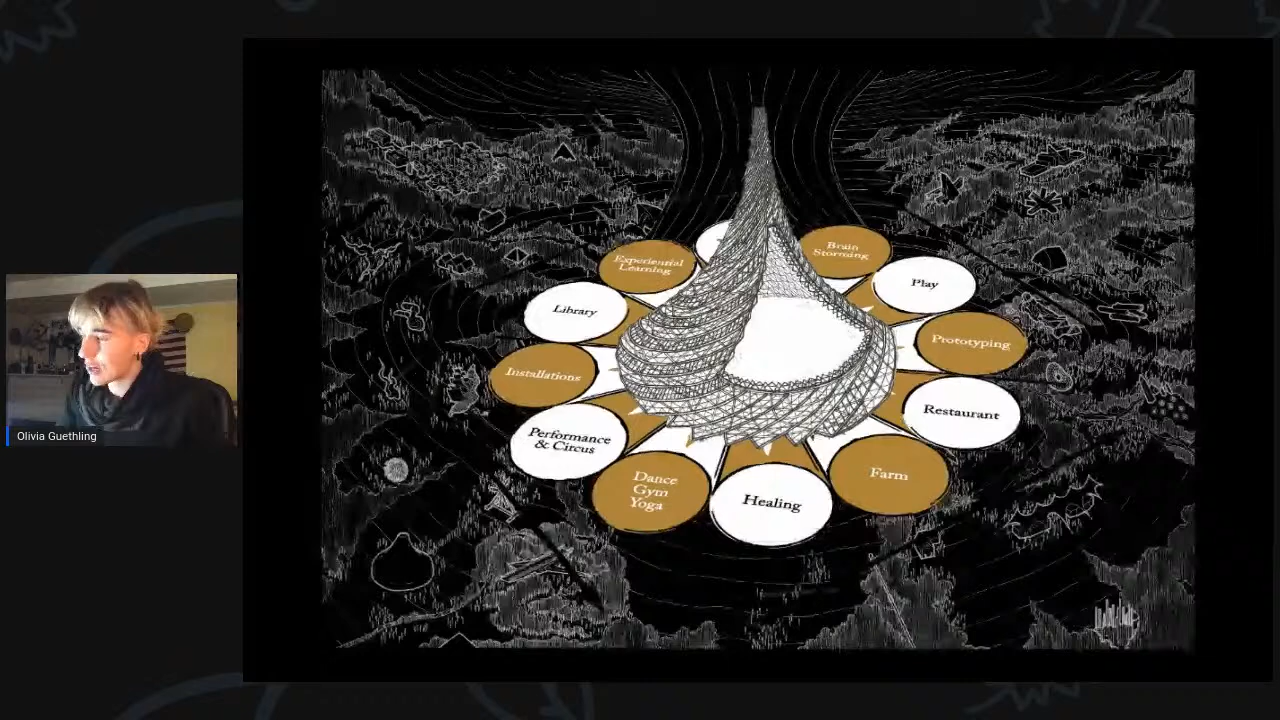 Brain
Storming
Experiential
Learning
Play
Library
Prototyping
Installations
Restaurant
Performance
& Circus
Farm
Dance
Gym
Yoga
Healing
Olivia Guethling